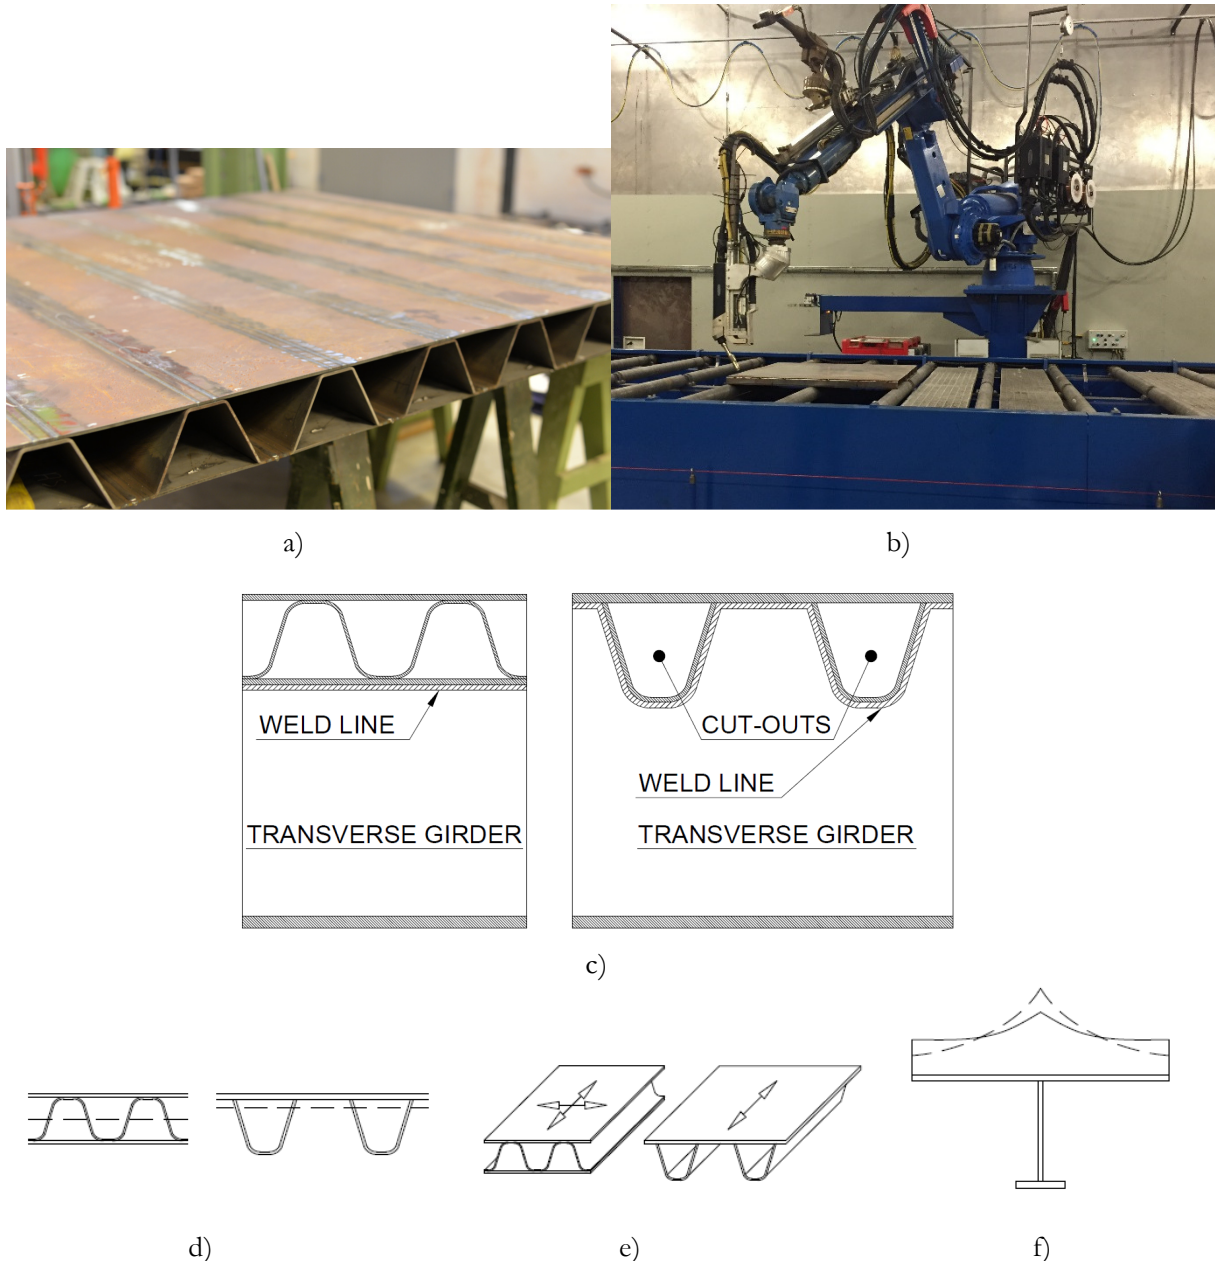 a)
b)
WELD LINE
TRANSVERSE GIRDER
CUT-OUTS
WELD LINE
TRANSVERSE GIRDER
c)
d)
e)
f)